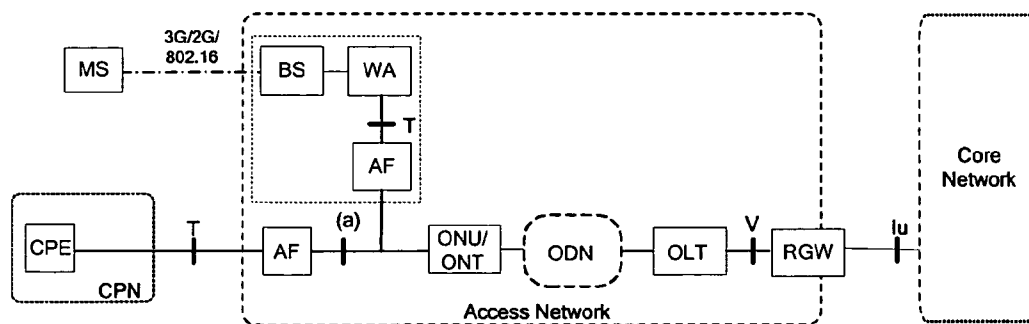 3G/2G/
802.16
MS
BS
WA
T
AF
Core
Network
CPE
T
AF
(a)
ONU/
ONT
ODN
OLT
V
RGW
Iu
CPN
Access Network